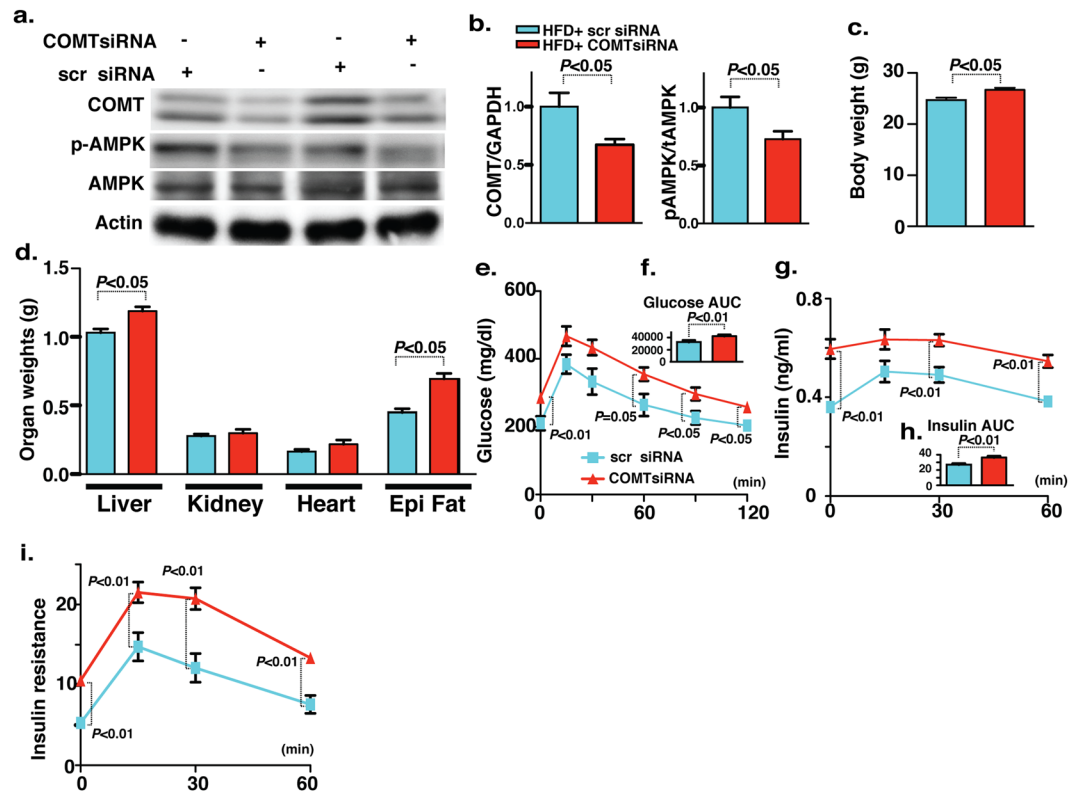 a.
COMTsiRNA - + - +
scr siRNA + - + -
COMT
p-AMPK
AMPK
Actin
b.
HFD+ scr siRNA
HFD+ COMTsiRNA
P<0.05
COMT/GAPDH
1.0
0.5
0.0
P<0.05
pAMPK/tAMPK
1.0
0.5
0.0
c.
P<0.05
Body weight (g)
30
20
10
0
d.
Organ weights (g)
1.5
1.0
0.5
0.0
P<0.05
P<0.05
Liver Kidney Heart Epi Fat
e.
Glucose (mg/dl)
600
400
200
0
P<0.01
P=0.05
P<0.05
P<0.05
scr siRNA
COMTsiRNA
(min)
0 30 60 90 120
f.
Glucose AUC
P<0.01
40000
20000
g.
Insulin (ng/ml)
1.2
0.8
0.4
0
P<0.01
P<0.01
P<0.01
(min)
0 30 60
h.
Insulin AUC
P<0.01
40
20
0
i.
Insulin resistance
20
10
0
P<0.01
P<0.01
P<0.01
P<0.01
(min)
0 30 60